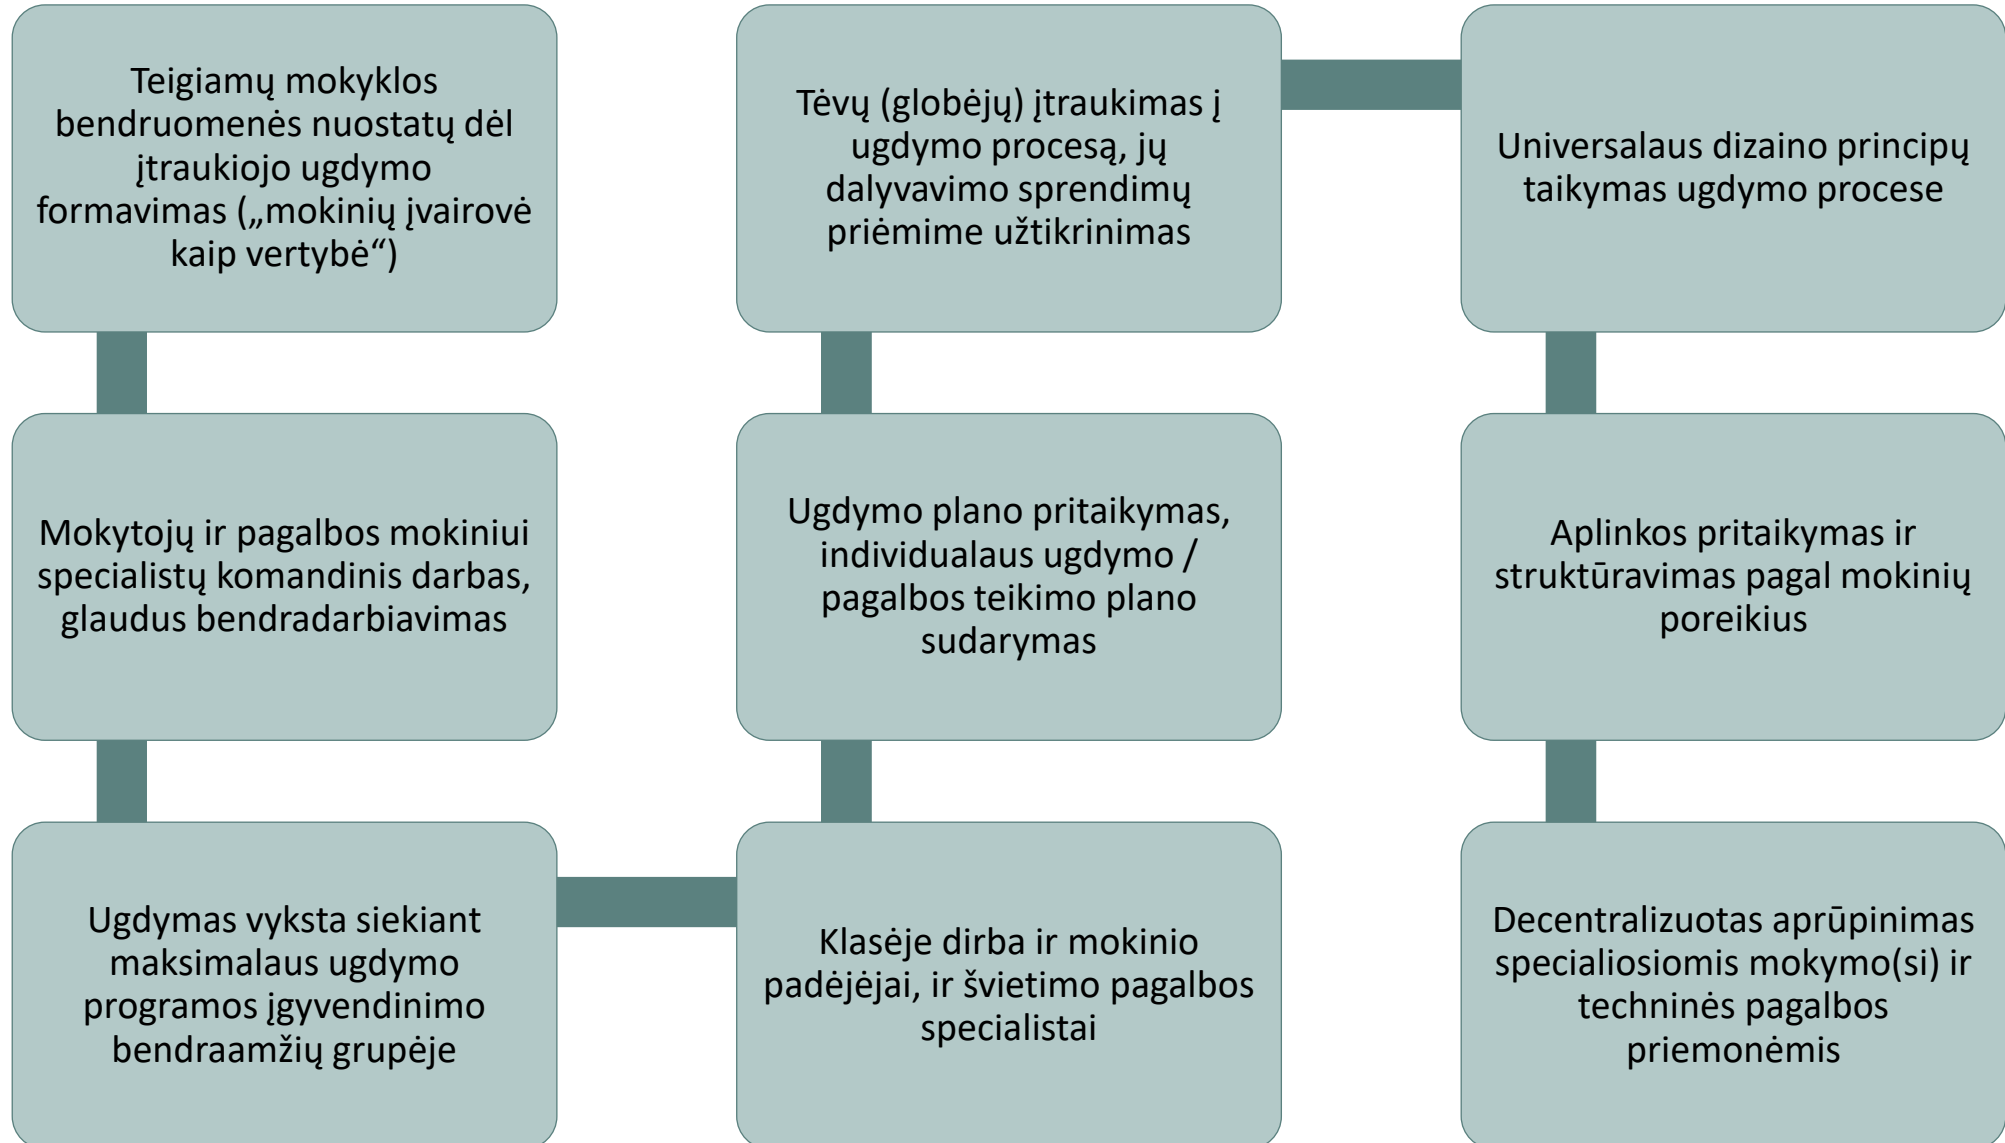 Teigiamų mokyklos
bendruomenės nuostatų dėl
įtraukiojo ugdymo
formavimas („mokinių įvairovė
kaip vertybė“)
Mokytojų ir pagalbos mokiniui
specialistų komandinis darbas,
glaudus bendradarbiavimas
Ugdymas vyksta siekiant
maksimalaus ugdymo
programos įgyvendinimo
bendraamžių grupėje
Klasėje dirba ir mokinio
padėjėjai, ir švietimo pagalbos
specialistai
Ugdymo plano pritaikymas,
individualaus ugdymo /
pagalbos teikimo plano
sudarymas
Tėvų (globėjų) įtraukimas į
ugdymo procesą, jų
dalyvavimo sprendimų
priėmime užtikrinimas
Universalaus dizaino principų
taikymas ugdymo procese
Aplinkos pritaikymas ir
struktūravimas pagal mokinių
poreikius
Decentralizuotas aprūpinimas
specialiosiomis mokymo(si) ir
techninės pagalbos
priemonėmis